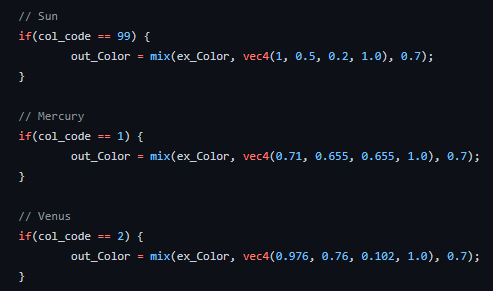 // Sun
if(col_code == 99) {
        out_Color = mix(ex_Color, vec4(1, 0.5, 0.2, 1.0), 0.7);
}

// Mercury
if(col_code == 1) {
        out_Color = mix(ex_Color, vec4(0.71, 0.655, 0.655, 1.0), 0.7);
}

// Venus
if(col_code == 2) {
        out_Color = mix(ex_Color, vec4(0.976, 0.76, 0.102, 1.0), 0.7);
}